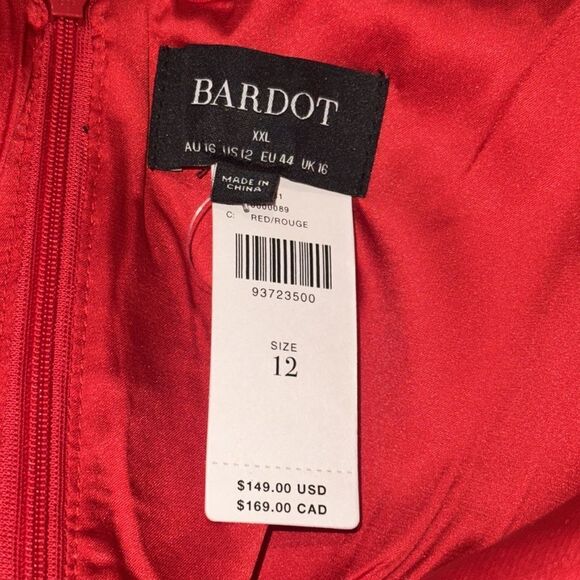 BARDOT
XXL
AU 16 US 12 EU 44 UK 16
MADE IN
CHINA
C: RED/ROUGE
93723500
SIZE
12
$149.00 USD
$169.00 CAD